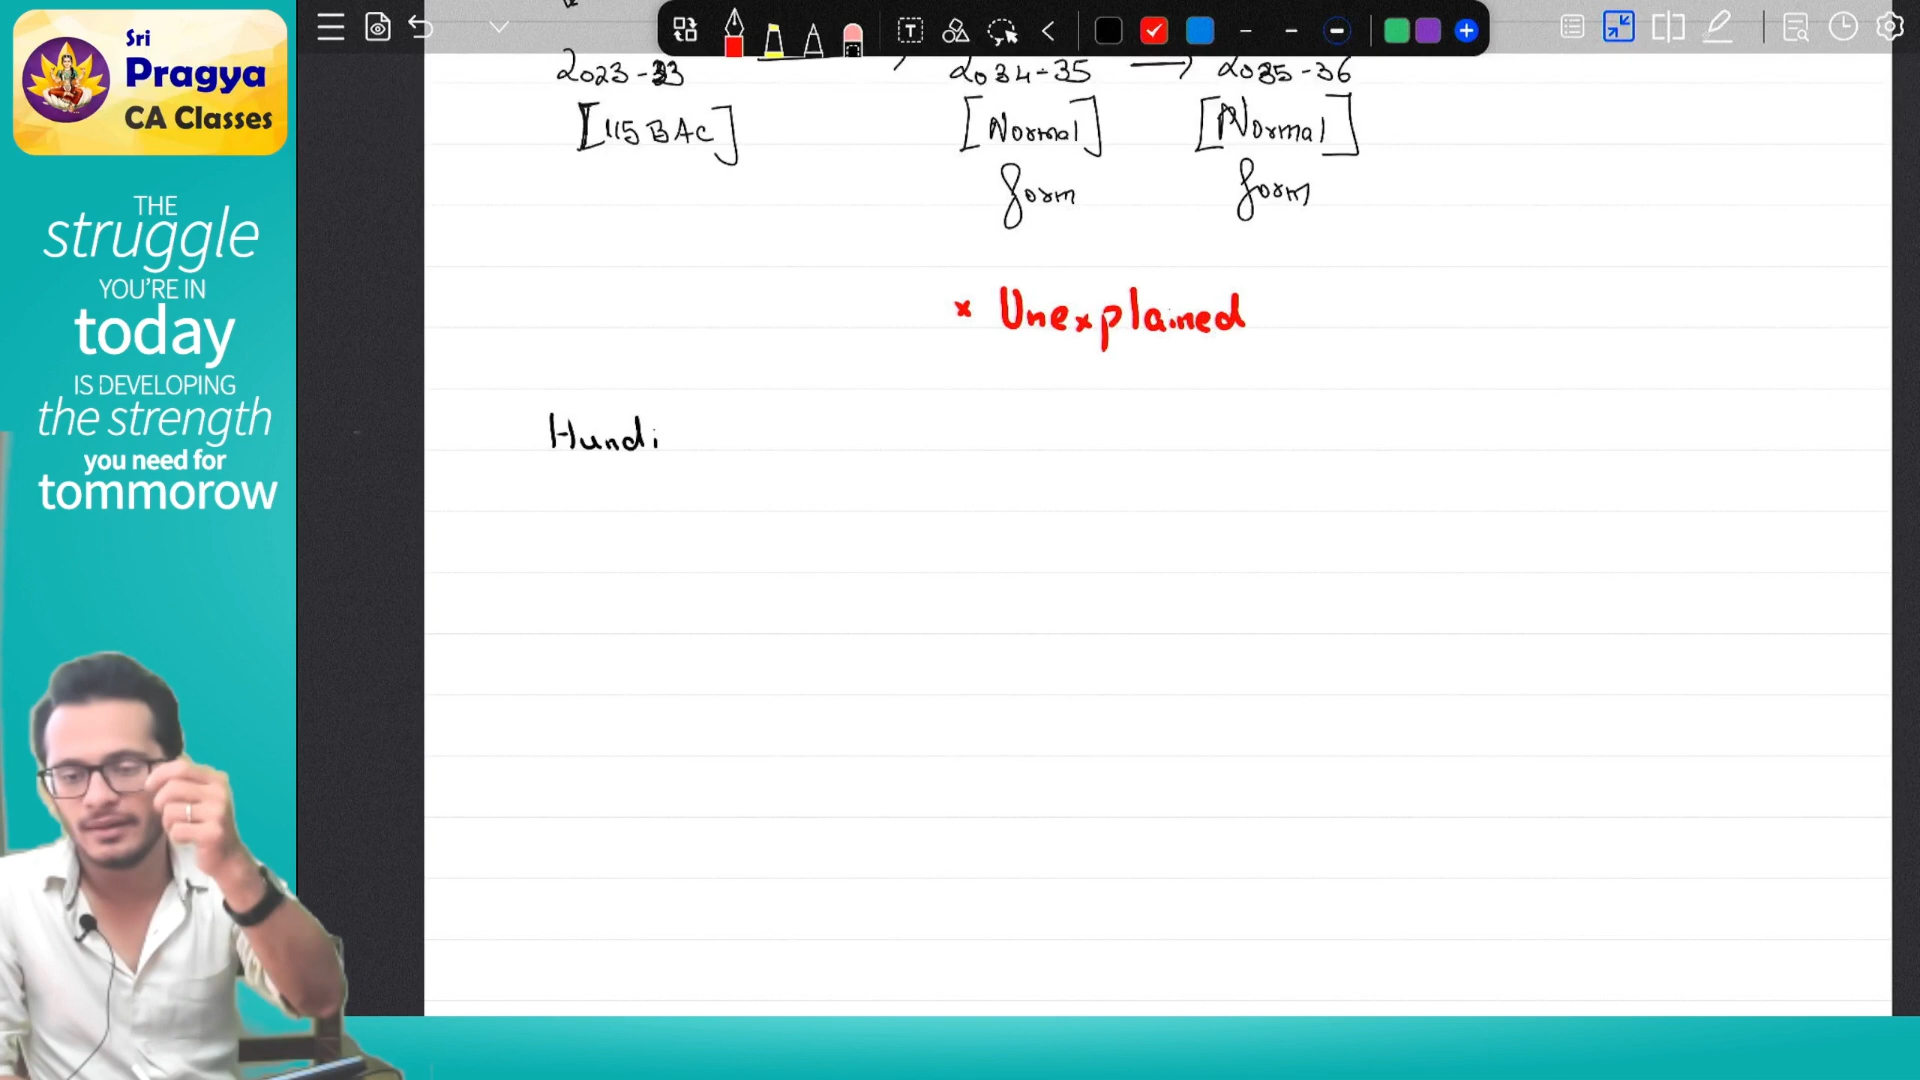 Sri
Pragya
CA Classes
THE
struggle
YOU'RE IN
today
IS DEVELOPING
the strength
you need for
tommorow
T
2023-33 2034-35 → 2035-36
[115BAC] [Normal] [Normal]
form form
× Unexplained
Hundi